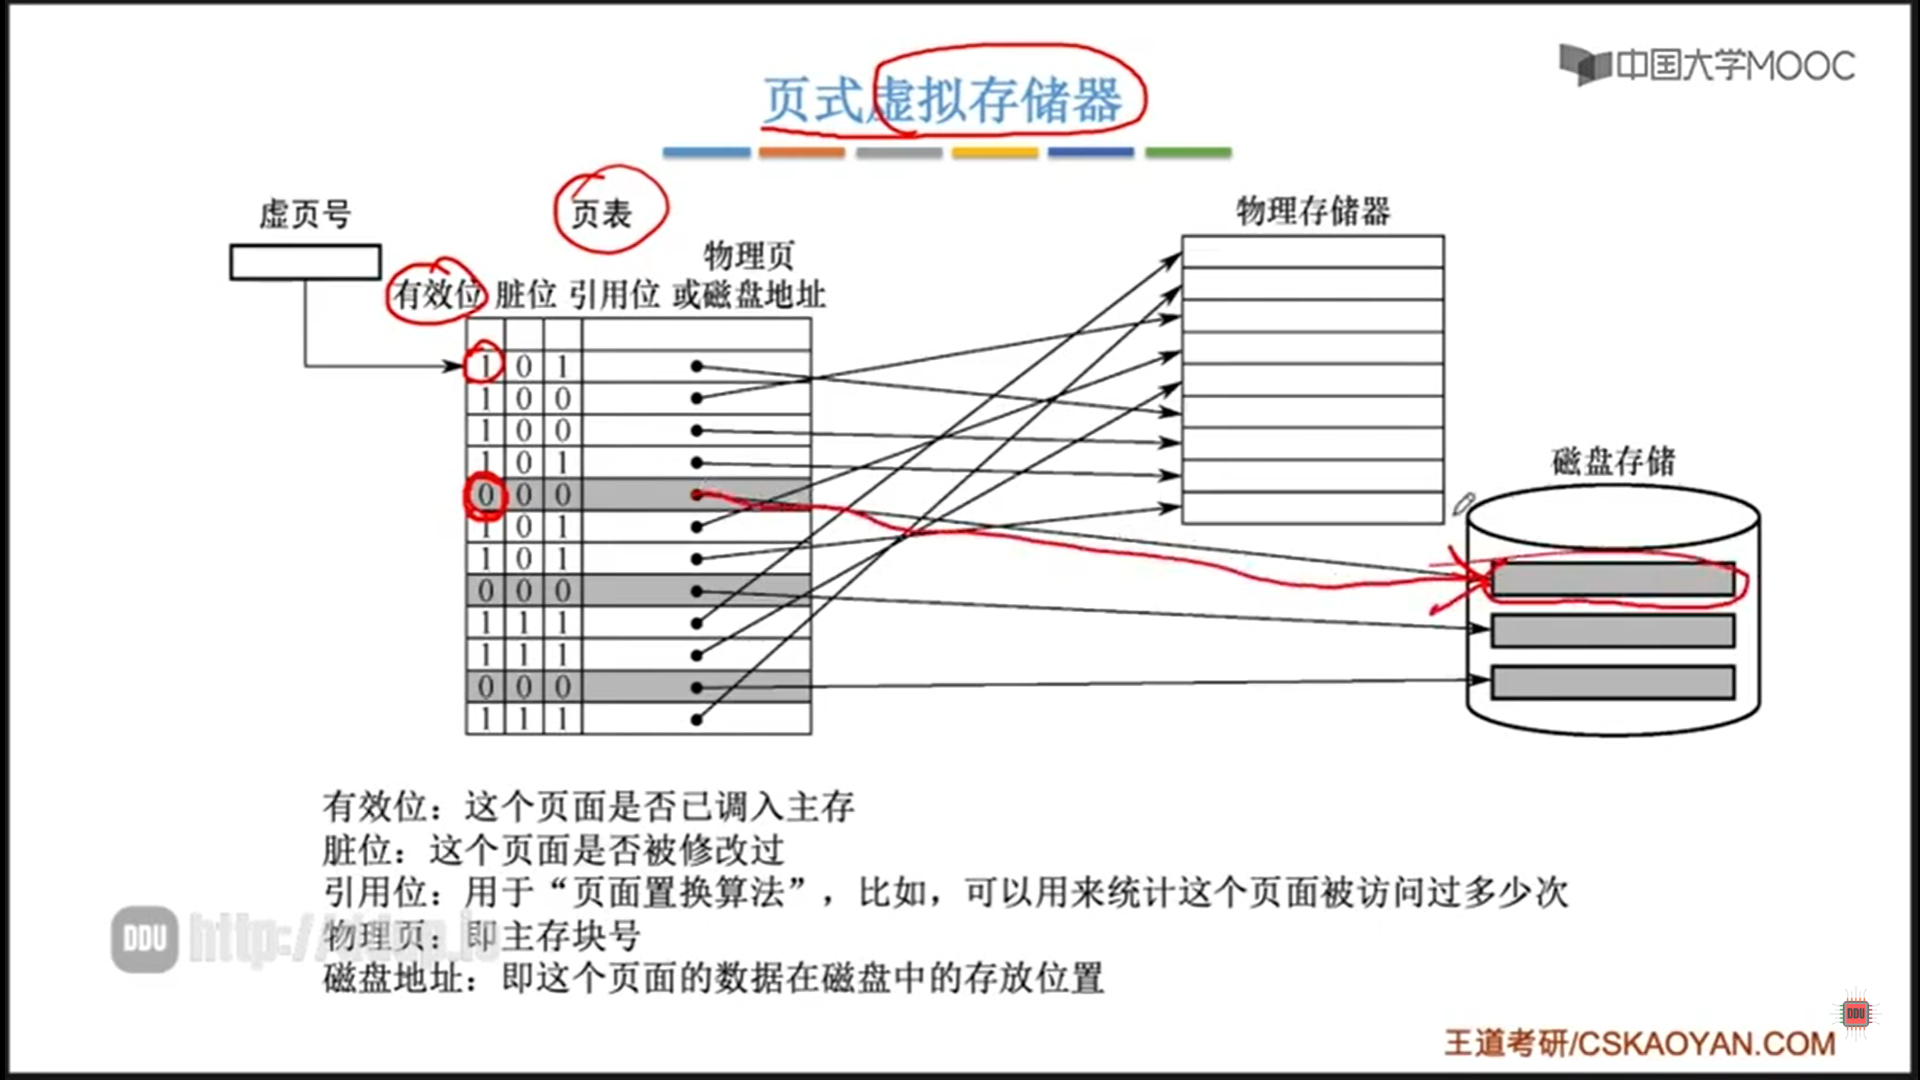 中国大学MOOC
页式虚拟存储器
虚页号
页表
物理存储器
物理页
有效位 脏位 引用位 或磁盘地址
1 0 1
1 0 0
1 0 0
1 0 1
磁盘存储
0 0 0
1 0 1
1 0 1
0 0 0
1 1 1
1 1 1
0 0 0
1 1 1
有效位：这个页面是否已调入主存
脏位：这个页面是否被修改过
引用位：用于“页面置换算法”，比如，可以用来统计这个页面被访问过多少次
物理页：即主存块号
磁盘地址：即这个页面的数据在磁盘中的存放位置
DDU http://
DDU
王道考研/CSKAOYAN.COM